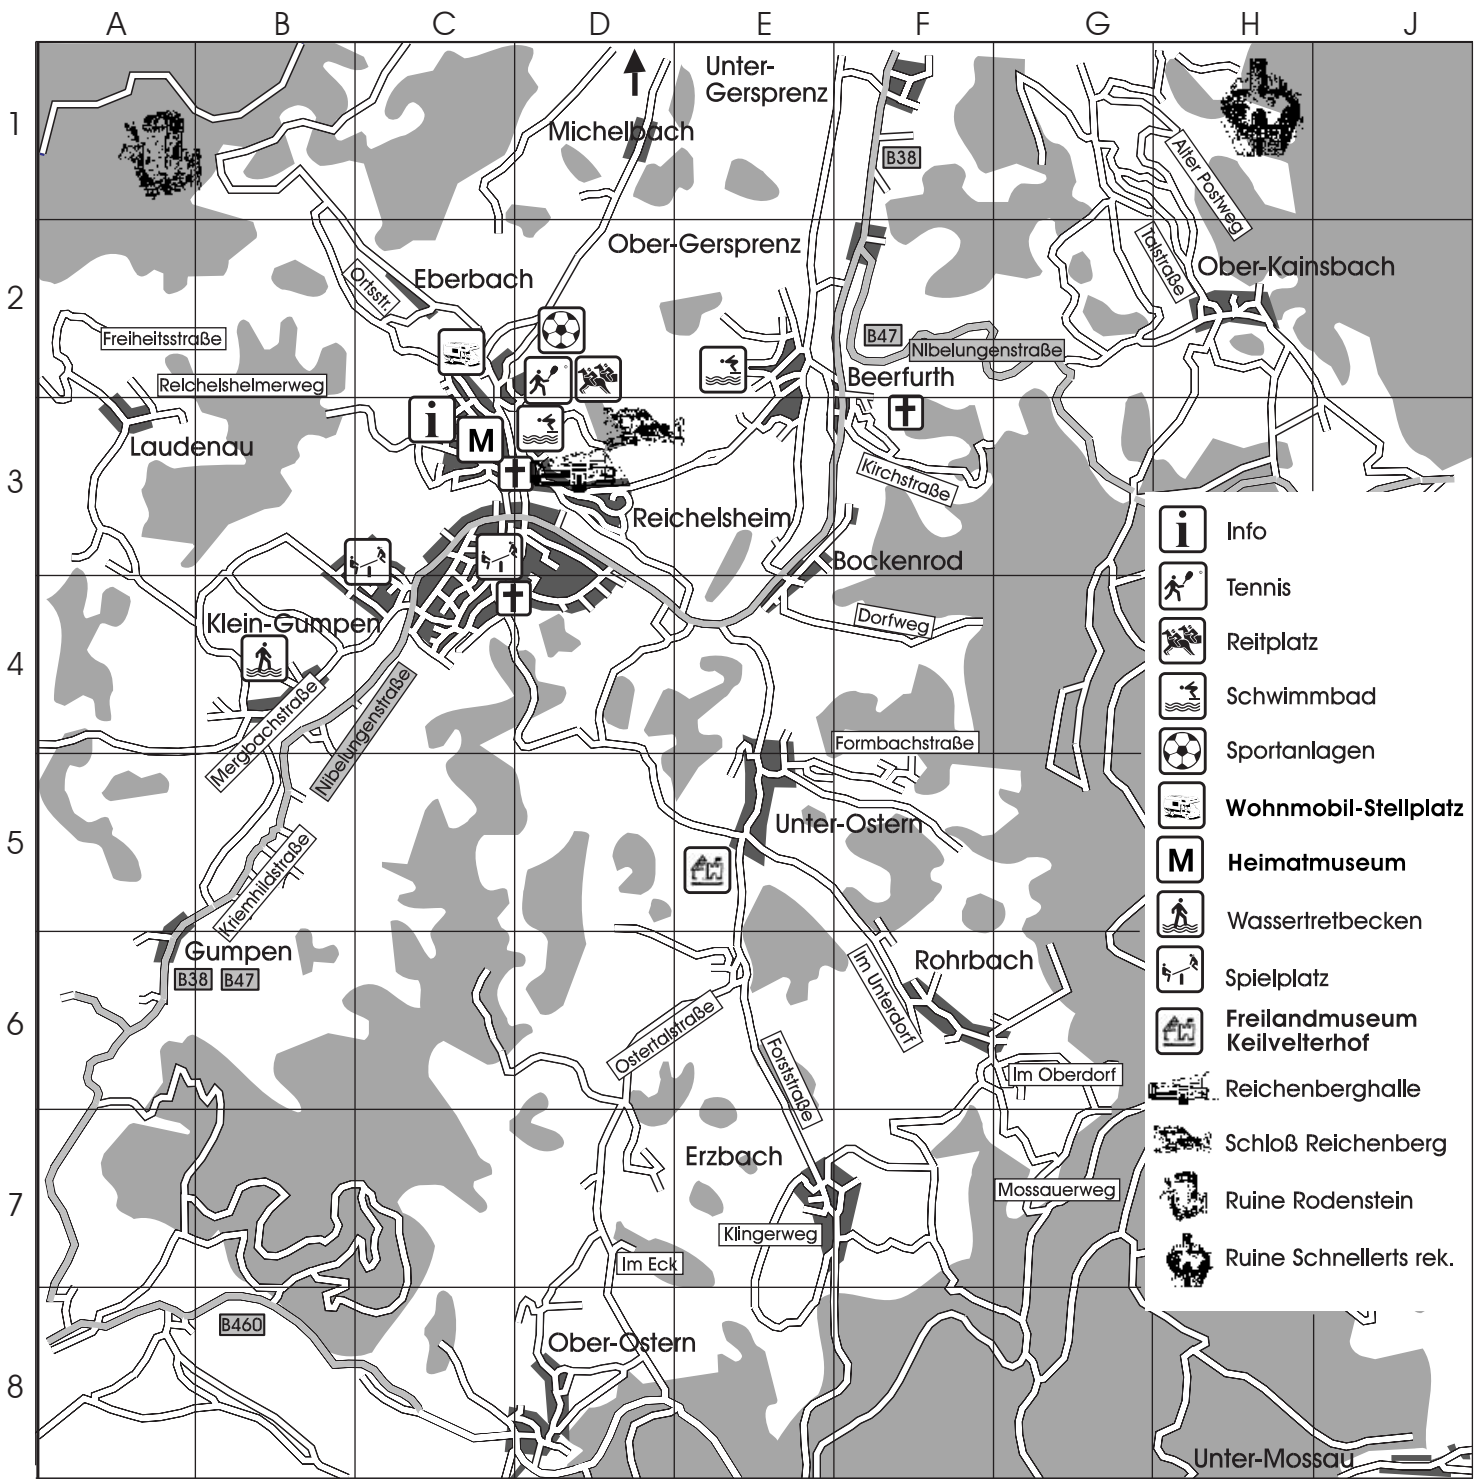 A B C D E F G H J
1
Unter-
Gersprenz
Michelbach
B38
Alter Postweg
2
Ober-Gersprenz
Talstraße
Ober-Kainsbach
Eberbach
Ortsstr.
Freiheitsstraße
B47
Nibelungenstraße
Reichelsheimerweg
Beerfurth
3
Laudenau
i
M
Kirchstraße
Reichelsheim
Bockenrod
4
Klein-Gumpen
Dorfweg
Mergbachstraße
Nibelungenstraße
Formbachstraße
5
Unter-Ostern
Kriemhildstraße
6
Gumpen
B38 B47
Rohrbach
Im Unterdorf
Ostertalstraße
Forststraße
Im Oberdorf
7
Erzbach
Mossauerweg
Klingerweg
Im Eck
8
B460
Ober-Ostern
Unter-Mossau
i Info
Tennis
Reitplatz
Schwimmbad
Sportanlagen
Wohnmobil-Stellplatz
M Heimatmuseum
Wassertretbecken
Spielplatz
Freilandmuseum
Keilvelterhof
Reichenberghalle
Schloß Reichenberg
Ruine Rodenstein
Ruine Schnellerts rek.